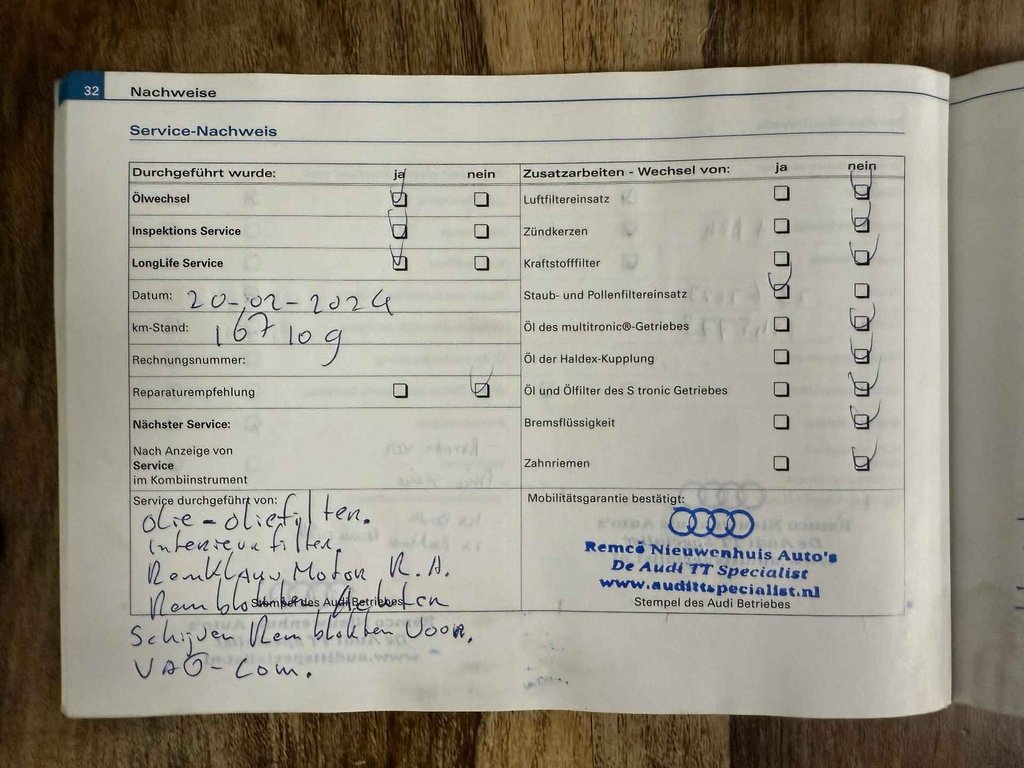 32 Nachweise
Service-Nachweis
Durchgeführt wurde: ja nein
Ölwechsel
Inspektions Service
LongLife Service
Datum: 20-02-2024
km-Stand: 167109
Rechnungsnummer:
Reparaturempfehlung
Nächster Service:
Nach Anzeige von
Service
im Kombiinstrument
Service durchgeführt von:
Olie-oliefilter.
Interieur filter.
Remklauw Motor R.A.
Remblokken Achter
Stempel des Audi Betriebes
Schijven Remblokken Voor.
VAG-Com.
Zusatzarbeiten - Wechsel von: ja nein
Luftfiltereinsatz
Zündkerzen
Kraftstofffilter
Staub- und Pollenfiltereinsatz
Öl des multitronic®-Getriebes
Öl der Haldex-Kupplung
Öl und Ölfilter des S tronic Getriebes
Bremsflüssigkeit
Zahnriemen
Mobilitätsgarantie bestätigt:
Remco Nieuwenhuis Auto's
De Audi TT Specialist
www.audittspecialist.nl
Stempel des Audi Betriebes